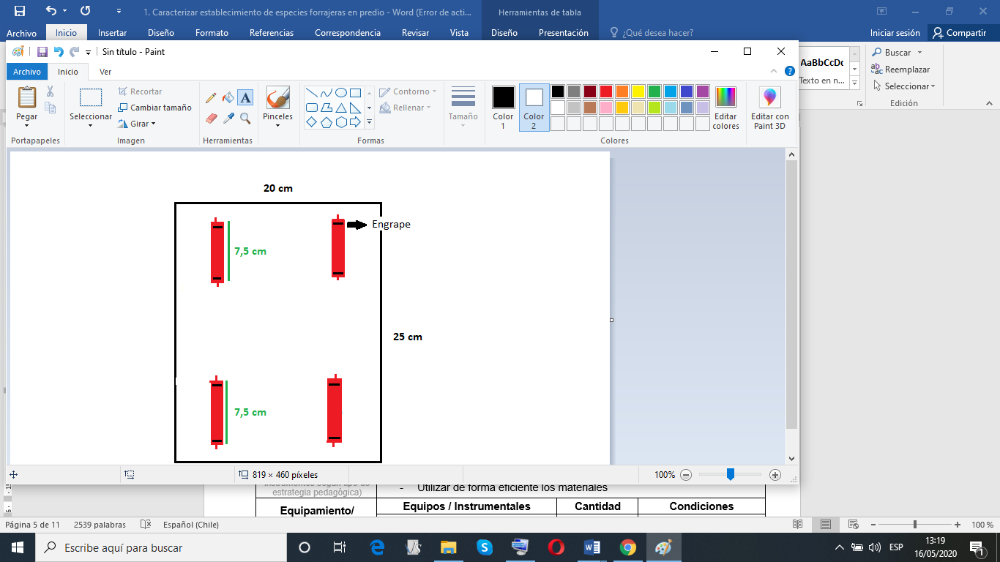 1. Caracterizar establecimiento de especies forrajeras en predio - Word (Error de acti...
Herramientas de tabla
Archivo Inicio Insertar Diseño Formato Referencias Correspondencia Revisar Vista Diseño Presentación ¿Qué desea hacer? Iniciar sesión Compartir
Sin título - Paint
Archivo Inicio Ver
Pegar
Seleccionar
Recortar
Cambiar tamaño
Girar
A
Pinceles
Contorno
Rellenar
Tamaño
Color 1
Color 2
Editar colores
Editar con Paint 3D
Portapapeles Imagen Herramientas Formas Colores
AaBbCcDc
Texto en n...
Buscar
Reemplazar
Seleccionar
Edición
20 cm
Engrape
7,5 cm
25 cm
7,5 cm
819 × 460 píxeles
100%
estrategia pedagógica)
- Utilizar de forma eficiente los materiales
Equipamiento/
Equipos / Instrumentales Cantidad Condiciones
Página 5 de 11 2539 palabras Español (Chile) 100 %
Escribe aquí para buscar
ESP
13:19
16/05/2020
1